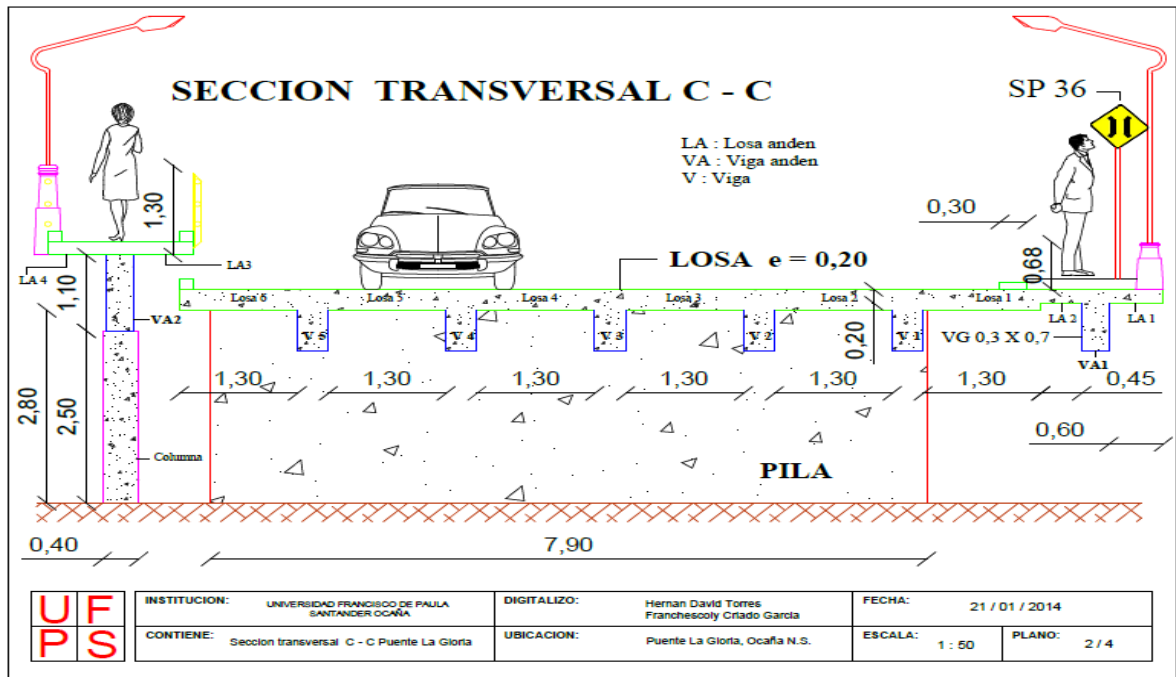 SECCION TRANSVERSAL C - C
SP 36
LA : Losa anden
VA : Viga anden
V : Viga
1,30
0,30
LA 4
LA3
LOSA e = 0,20
0,68
1,10
VA2
Losa 6
Losa 5
Losa 4
Losa 3
Losa 2
Losa 1
LA 2
LA 1
V 5
V 4
V 3
V 2
V 1
0,20
VG 0,3 X 0,7
VA1
2,80
2,50
1,30
1,30
1,30
1,30
1,30
1,30
0,45
0,60
Columna
PILA
0,40
7,90
U F
P S
INSTITUCION: UNIVERSIDAD FRANCISCO DE PAULA
SANTANDER OCAÑA
DIGITALIZO: Hernan David Torres
Franchescoly Criado Garcia
FECHA: 21 / 01 / 2014
CONTIENE: Seccion transversal C - C Puente La Gloria
UBICACION: Puente La Gloria, Ocaña N.S.
ESCALA: 1 : 50
PLANO: 2 / 4